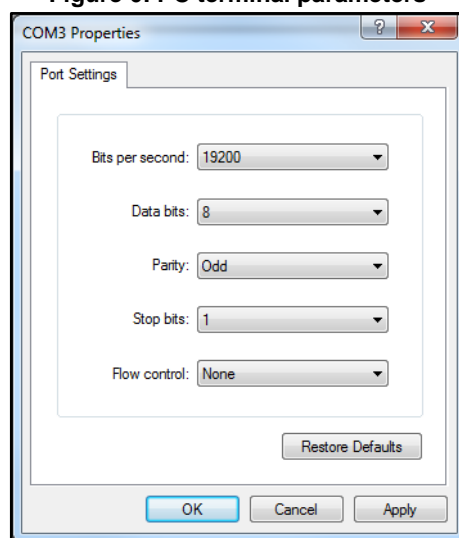 Figure PC terminal parameters
COM3 Properties
Port Settings
Bits per second: 19200
Data bits: 8
Parity: Odd
Stop bits: 1
Flow control: None
Restore Defaults
OK Cancel Apply